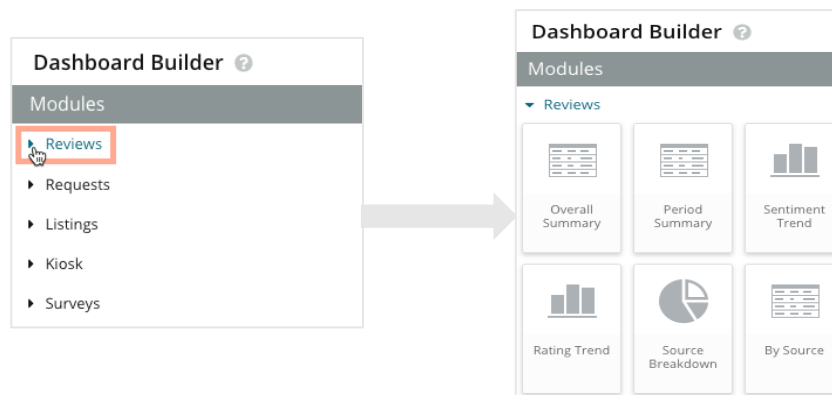 Dashboard Builder ?
Modules
Reviews
Requests
Listings
Kiosk
Surveys
Dashboard Builder ?
Modules
Reviews
Overall
Summary
Period
Summary
Sentiment
Trend
Rating Trend
Source
Breakdown
By Source